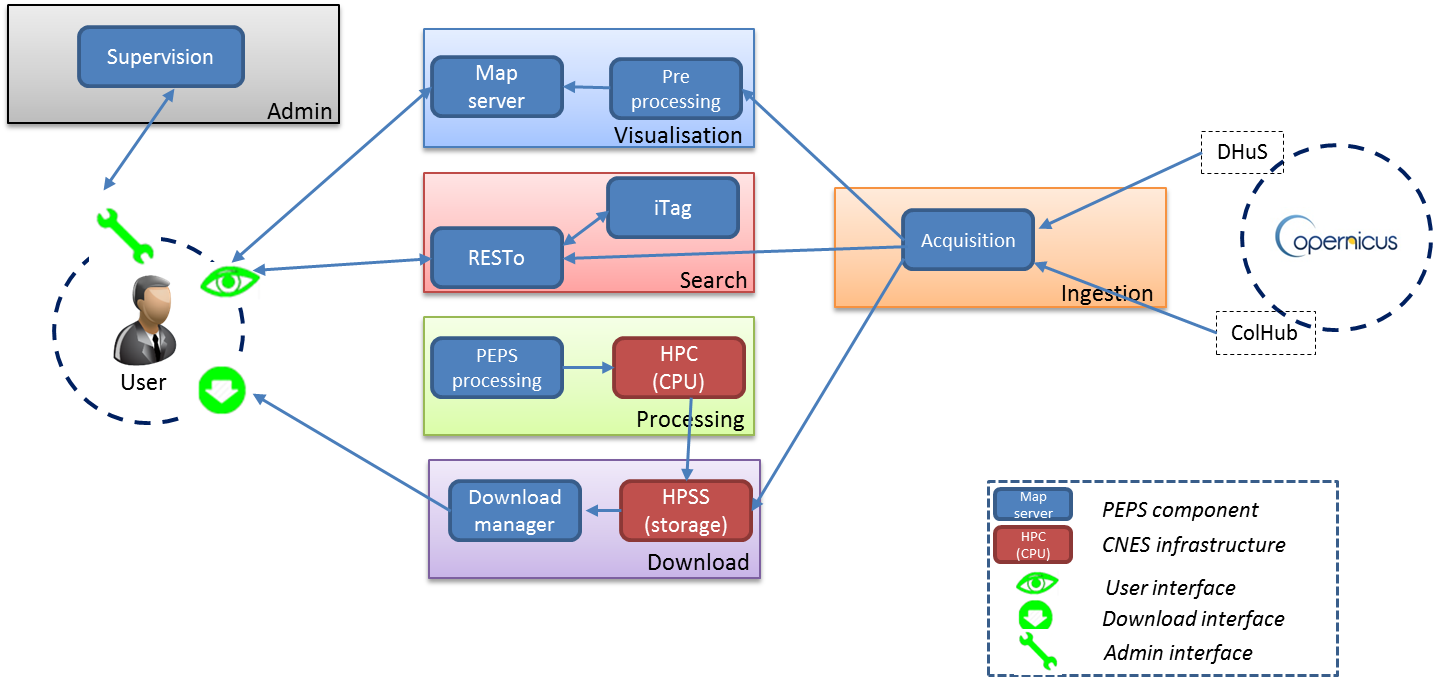 Supervision
Admin
Map
server
Pre
processing
Visualisation
iTag
RESTo
Search
PEPS
processing
HPC
(CPU)
Processing
Download
manager
HPSS
(storage)
Download
Acquisition
Ingestion
DHuS
opernicus
ColHub
User
Map
server
PEPS component
HPC
(CPU)
CNES infrastructure
User interface
Download interface
Admin interface